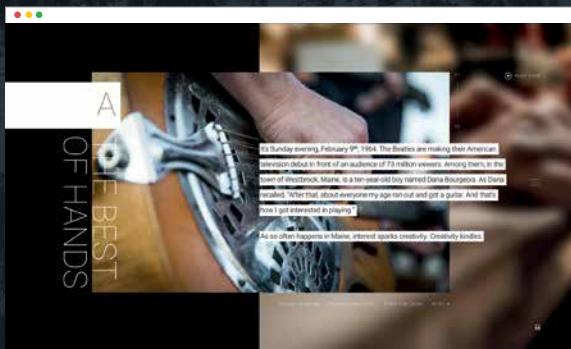 A
THE BEST
OF HANDS
It's Sunday evening, February 9th, 1964. The Beatles are making their American
television debut in front of an audience of 73 million viewers. Among them, in the
town of Westbrook, Maine, is a ten-year-old boy named Dana Bourgeois. As Dana
recalled, "After that, about everyone my age ran out and got a guitar. And that's
how I got interested in playing."
As so often happens in Maine, interest sparks creativity. Creativity kindles